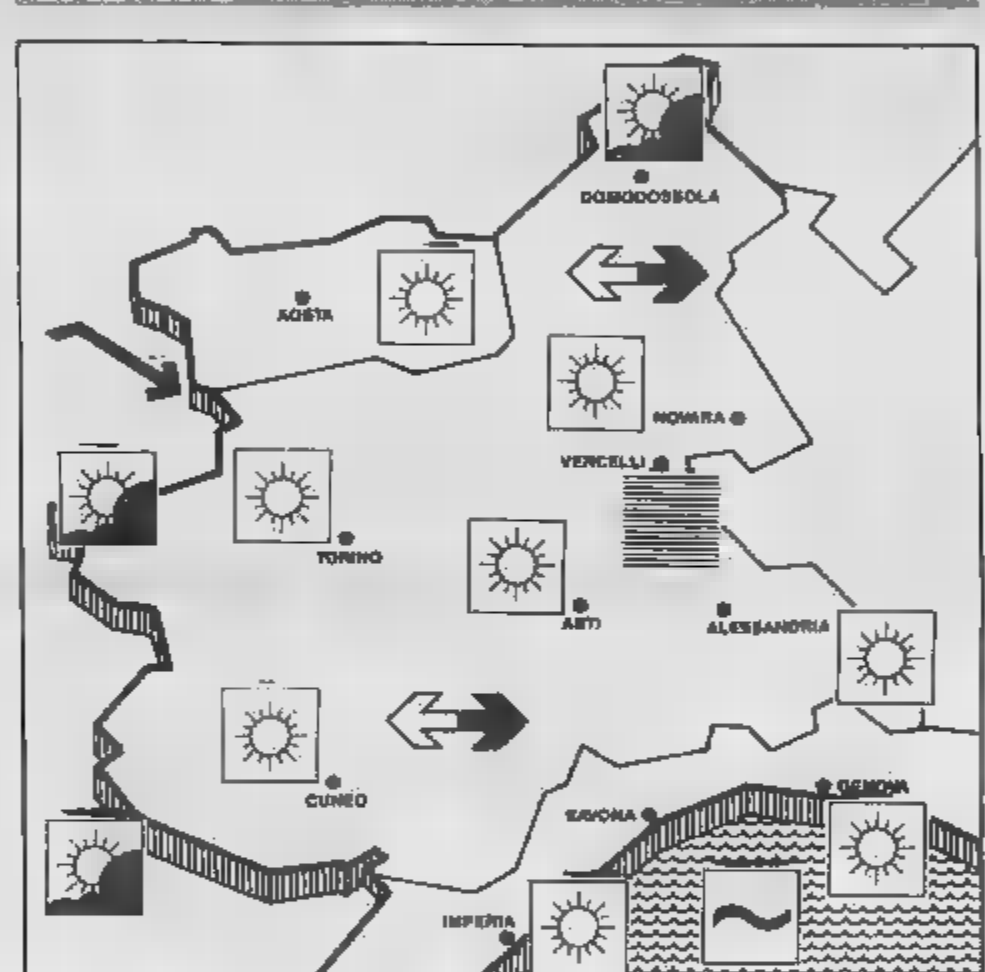 DOMODOSSOLA
AOSTA
NOVARA
VERCELLI
TORINO
ASTI
ALESSANDRIA
CUNEO
GENOVA
SAVONA
IMPERIA